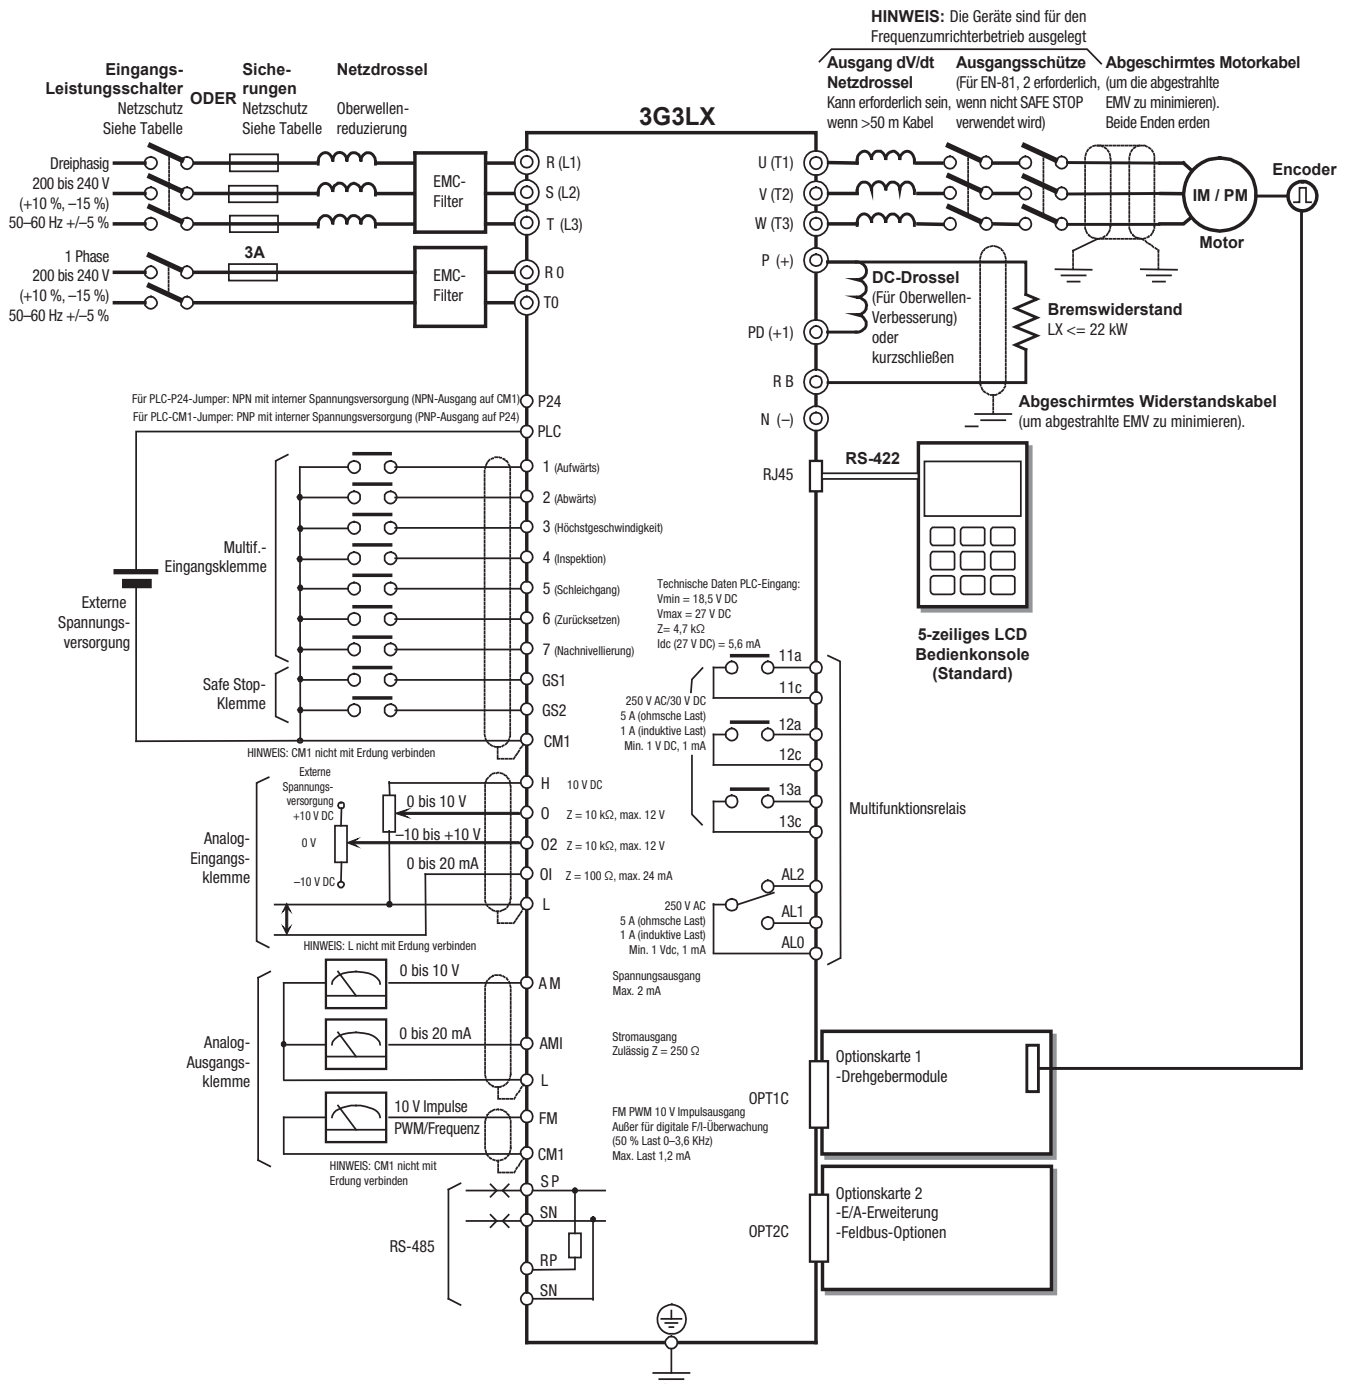 HINWEIS: Die Geräte sind für den
Frequenzumrichterbetrieb ausgelegt
Eingangs-
Leistungsschalter
Netzschutz
Siehe Tabelle
ODER
Siche-
rungen
Netzschutz
Siehe Tabelle
Netzdrossel
Oberwellen-
reduzierung
3G3LX
Ausgang dV/dt
Netzdrossel
Kann erforderlich sein,
wenn >50 m Kabel
Ausgangsschütze
(Für EN-81, 2 erforderlich,
wenn nicht SAFE STOP
verwendet wird)
Abgeschirmtes Motorkabel
(um die abgestrahlte
EMV zu minimieren).
Beide Enden erden
Dreiphasig
200 bis 240 V
(+10 %, –15 %)
50–60 Hz +/–5 %
EMC-
Filter
R (L1)
S (L2)
T (L3)
U (T1)
V (T2)
W (T3)
IM / PM
Motor
Encoder
1 Phase
200 bis 240 V
(+10 %, –15 %)
50–60 Hz +/–5 %
3A
EMC-
Filter
R 0
T0
P (+)
PD (+1)
DC-Drossel
(Für Oberwellen-
Verbesserung)
oder
kurzschließen
Bremswiderstand
LX <= 22 kW
R B
N (–)
Abgeschirmtes Widerstandskabel
(um abgestrahlte EMV zu minimieren).
Für PLC-P24-Jumper: NPN mit interner Spannungsversorgung (NPN-Ausgang auf CM1)
P24
Für PLC-CM1-Jumper: PNP mit interner Spannungsversorgung (PNP-Ausgang auf P24)
PLC
RJ45
RS-422
5-zeiliges LCD
Bedienkonsole
(Standard)
Externe
Spannungs-
versorgung
Multif.-
Eingangsklemme
1 (Aufwärts)
2 (Abwärts)
3 (Höchstgeschwindigkeit)
4 (Inspektion)
5 (Schleichgang)
6 (Zurücksetzen)
7 (Nachnivellierung)
Safe Stop-
Klemme
GS1
GS2
CM1
HINWEIS: CM1 nicht mit Erdung verbinden
Technische Daten PLC-Eingang:
Vmin = 18,5 V DC
Vmax = 27 V DC
Z= 4,7 kΩ
Idc (27 V DC) = 5,6 mA
250 V AC/30 V DC
5 A (ohmsche Last)
1 A (induktive Last)
Min. 1 V DC, 1 mA
11a
11c
12a
12c
13a
13c
Multifunktionsrelais
AL2
AL1
AL0
250 V AC
5 A (ohmsche Last)
1 A (induktive Last)
Min. 1 Vdc, 1 mA
Analog-
Eingangs-
klemme
Externe
Spannungs-
versorgung
+10 V DC
0 V
–10 V DC
0 bis 10 V
–10 bis +10 V
0 bis 20 mA
H 10 V DC
O Z = 10 kΩ, max. 12 V
O2 Z = 10 kΩ, max. 12 V
OI Z = 100 Ω, max. 24 mA
L
HINWEIS: L nicht mit Erdung verbinden
Analog-
Ausgangs-
klemme
0 bis 10 V
AM
Spannungsausgang
Max. 2 mA
0 bis 20 mA
AMI
Stromausgang
Zulässig Z = 250 Ω
L
10 V Impulse
PWM/Frequenz
FM
FM PWM 10 V Impulsausgang
Außer für digitale F/I-Überwachung
(50 % Last 0–3,6 KHz)
Max. Last 1,2 mA
CM1
HINWEIS: CM1 nicht mit
Erdung verbinden
RS-485
SP
SN
RP
SN
OPT1C
Optionskarte 1
-Drehgebermodule
OPT2C
Optionskarte 2
-E/A-Erweiterung
-Feldbus-Optionen